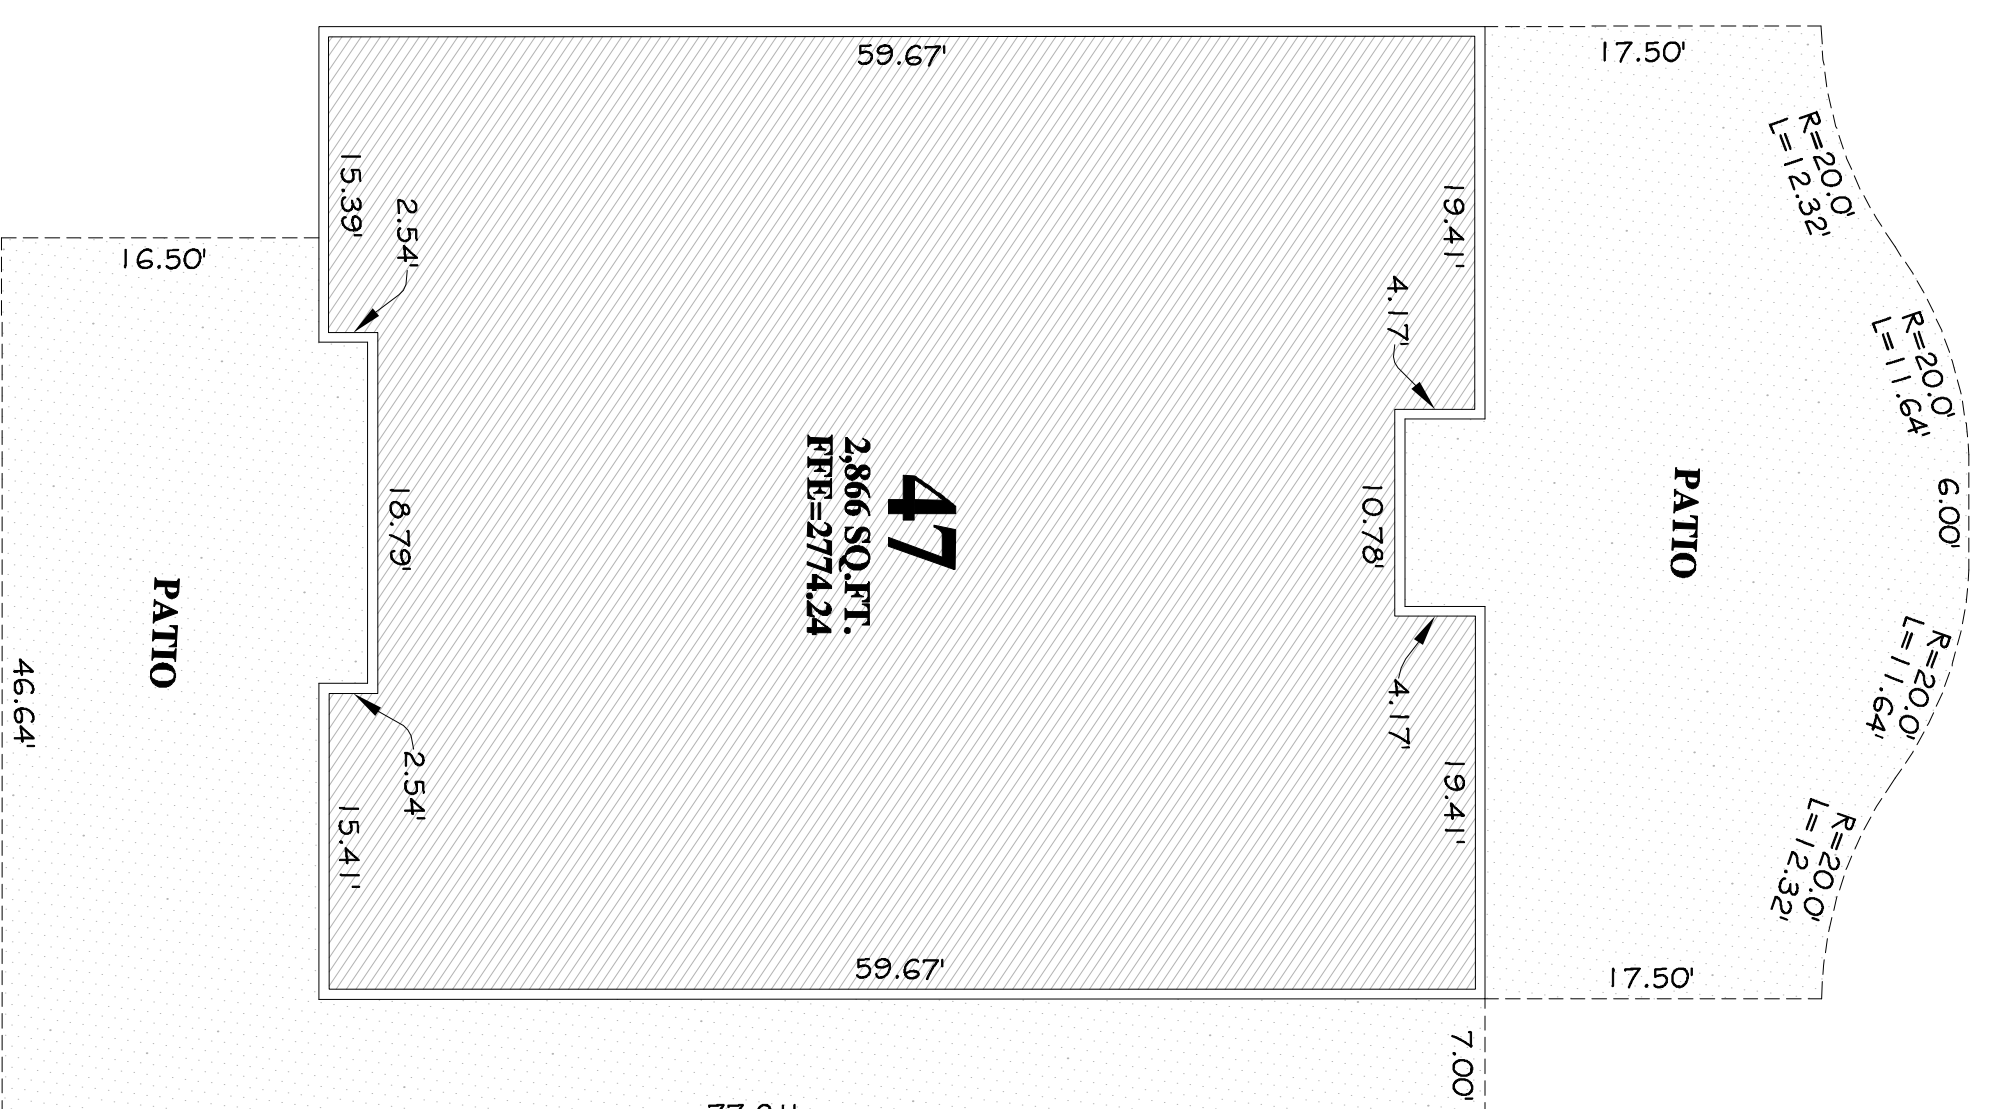 59.67'
17.50'
R=20.0'
L=12.32'
15.39'
2.54'
19.41'
4.17'
16.50'
R=20.0'
L=11.64'
6.00'
PATIO
47
2,866 SQ.FT.
FFE=2774.24
10.78'
18.79'
PATIO
46.64'
R=20.0'
L=11.64'
4.17'
19.41'
2.54'
15.41'
R=20.0'
L=12.32'
59.67'
17.50'
7.00'